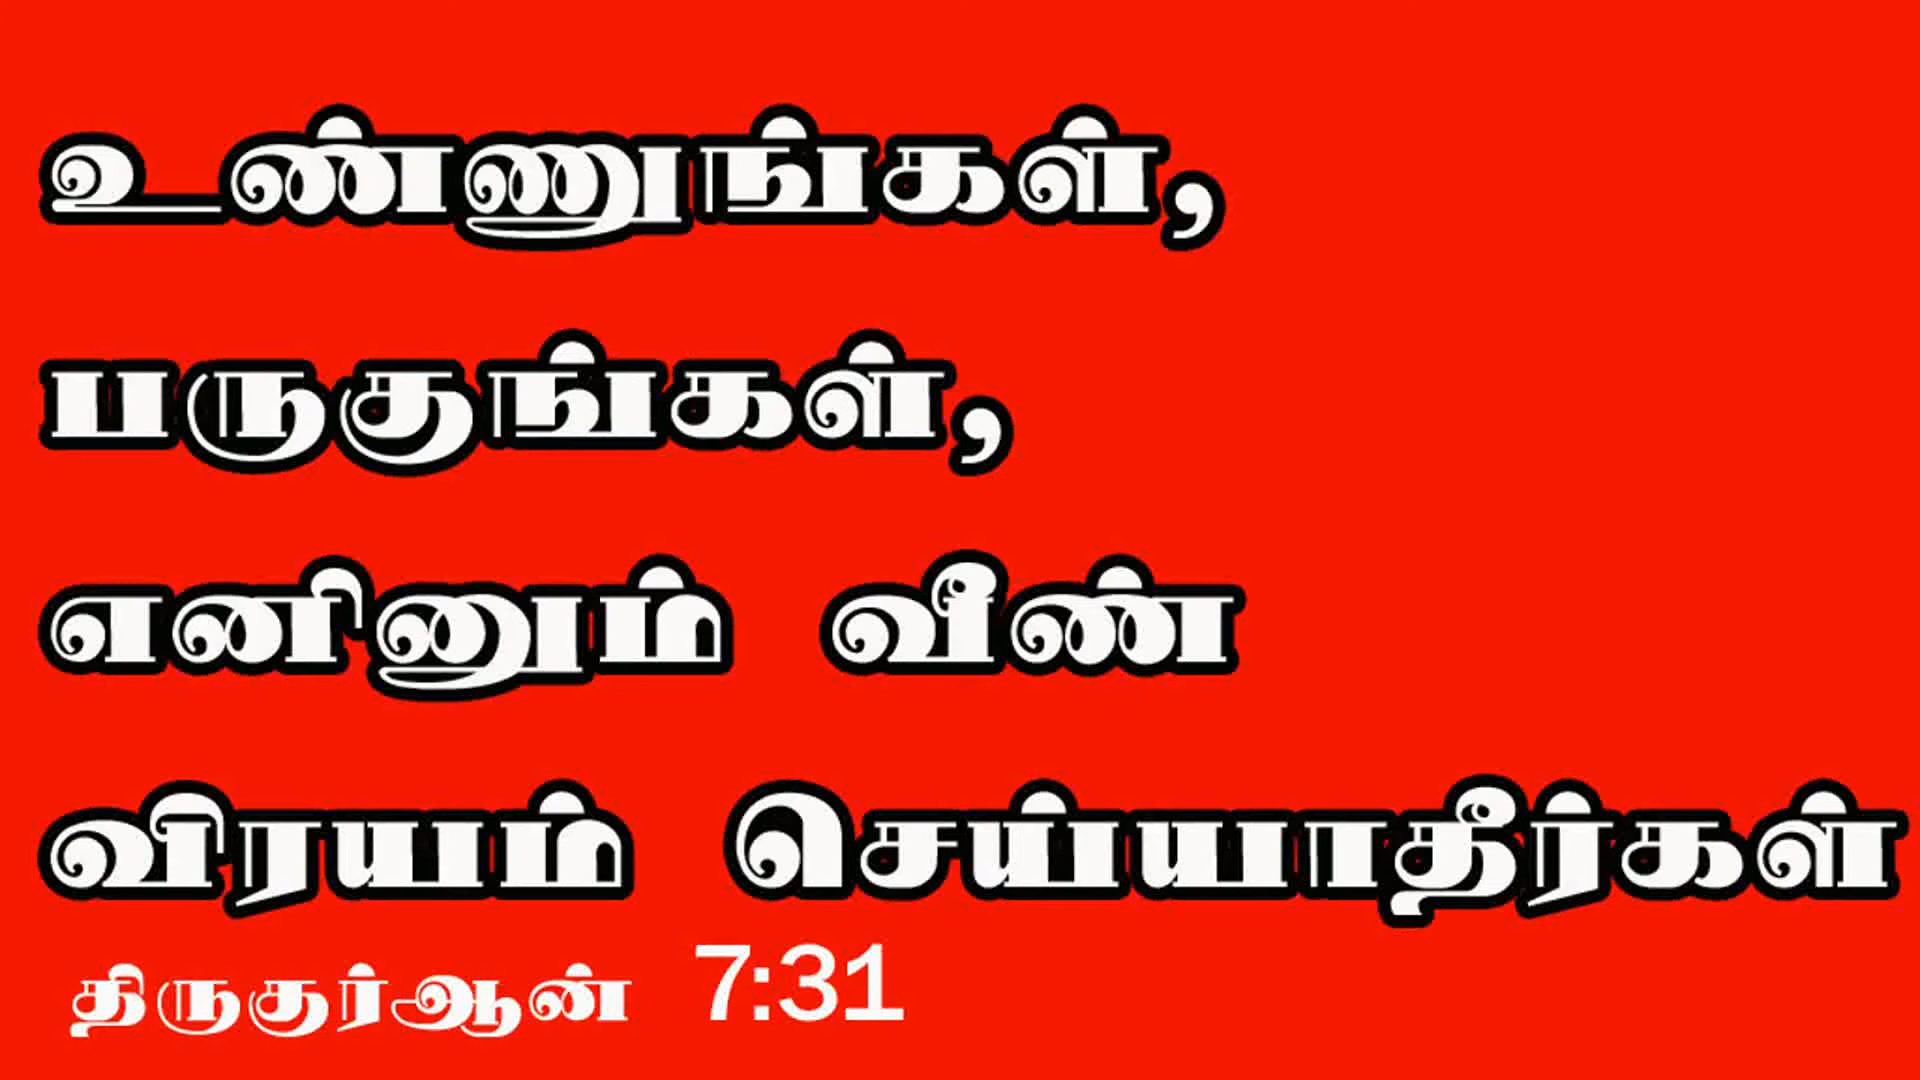 உண்ணுங்கள்,
பருகுங்கள்,
எனினும் வீண்
விரயம் செய்யாதீர்கள்
திருகுர்ஆன் 7:31